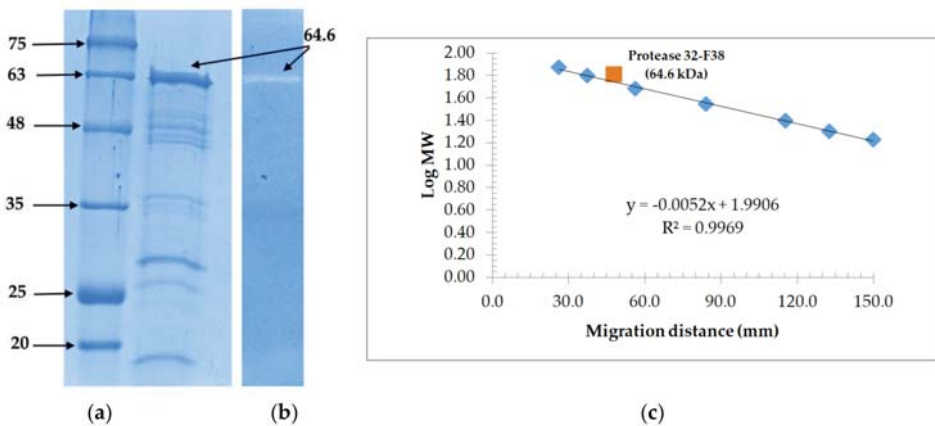 75
63
48
35
25
20
64.6
(a)
(b)
2.00
1.80
1.60
1.40
1.20
1.00
0.80
0.60
0.40
0.20
0.00
Log MW
Protease 32-F38
(64.6 kDa)
y = -0.0052x + 1.9906
R² = 0.9969
0.0 30.0 60.0 90.0 120.0 150.0
Migration distance (mm)
(c)